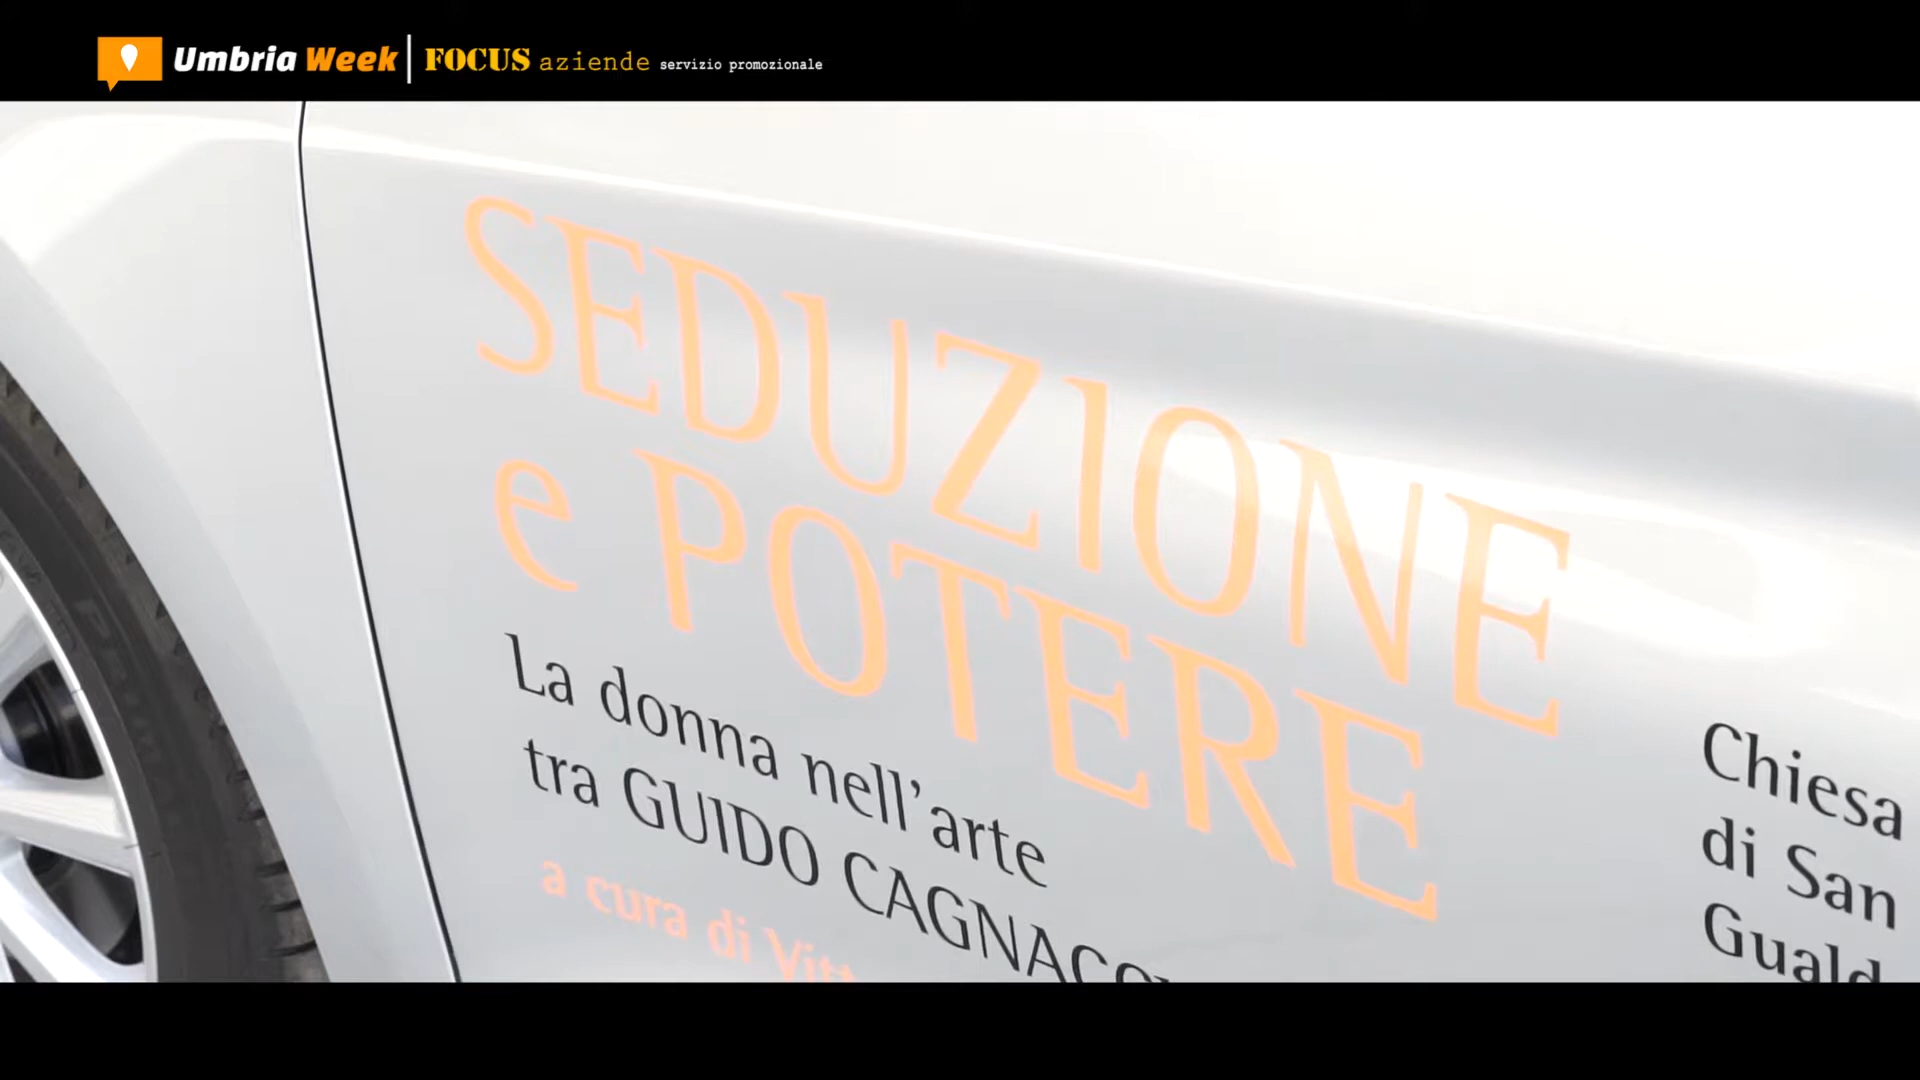 Umbria Week FOCUS aziende servizio promozionale
SEDUZIONE
e POTERE
La donna nell'arte
tra GUIDO
a cura di
Chiesa
di San